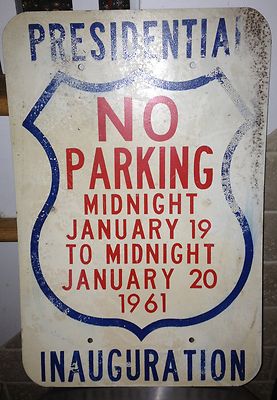 PRESIDENTIAL
NO
PARKING
MIDNIGHT
JANUARY 19
TO MIDNIGHT
JANUARY 20
1961
INAUGURATION